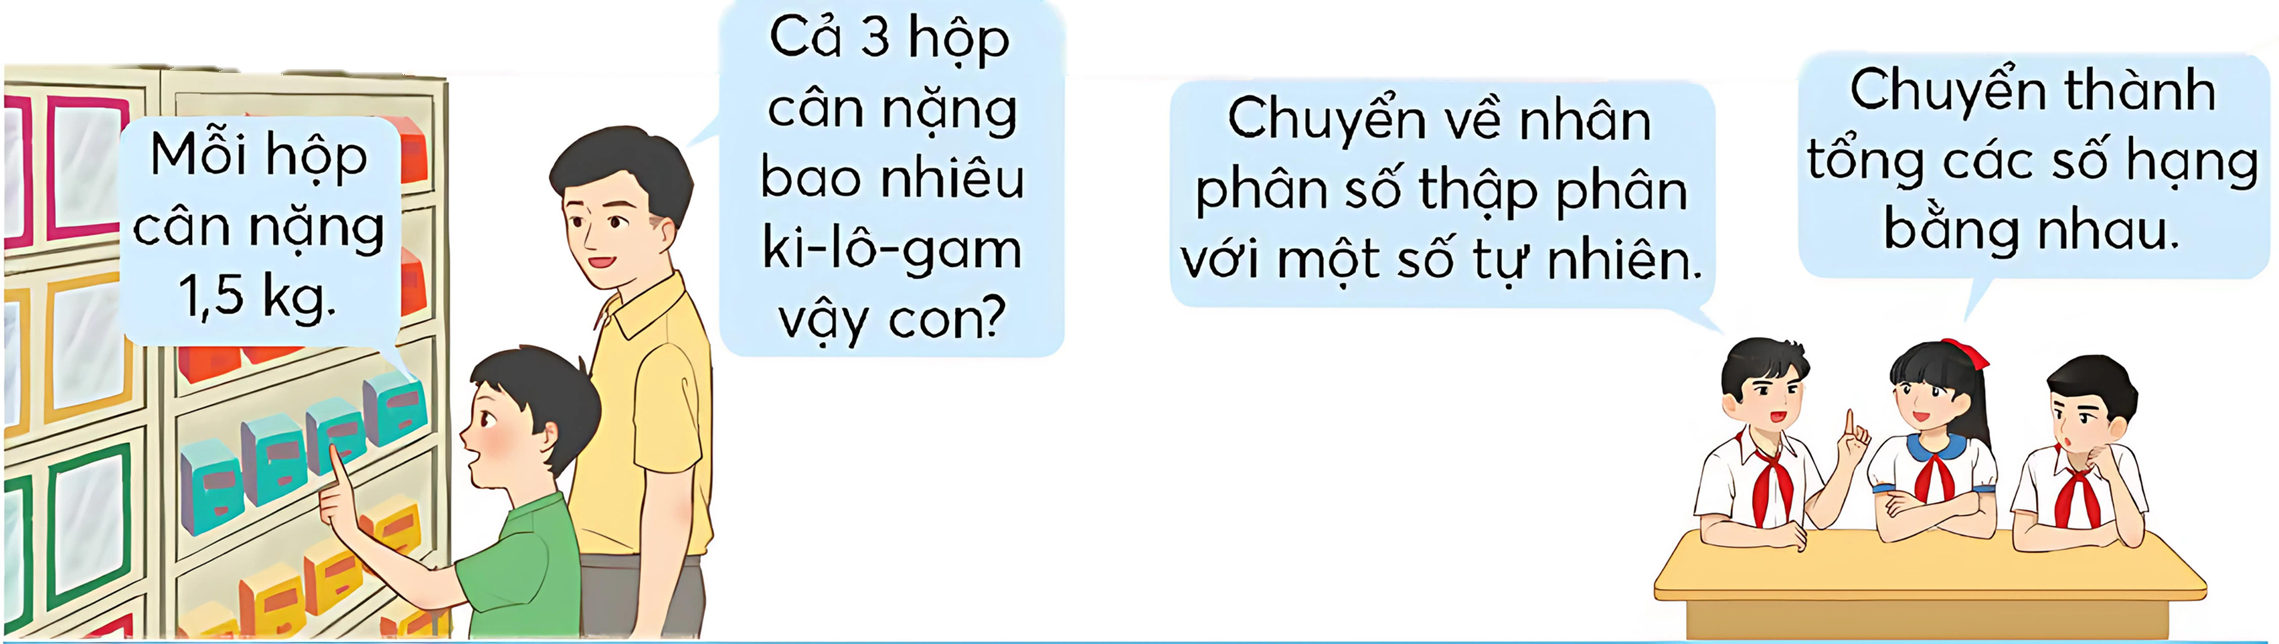 Mỗi hộp
cân nặng
1,5 kg.
Cả 3 hộp
cân nặng
bao nhiêu
ki-lô-gam
vậy con?
Chuyển về nhân
phân số thập phân
với một số tự nhiên.
Chuyển thành
tổng các số hạng
bằng nhau.